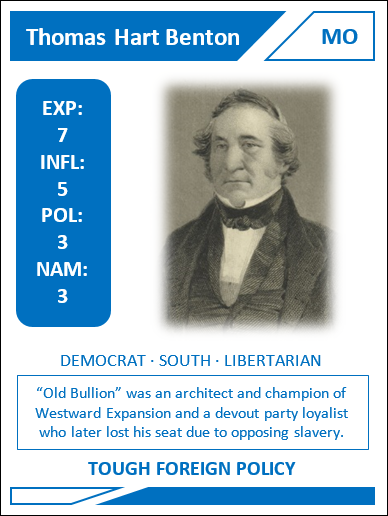 Thomas Hart Benton
MO
EXP:
7
INFL:
5
POL:
3
NAM:
3
DEMOCRAT · SOUTH · LIBERTARIAN
“Old Bullion” was an architect and champion of
Westward Expansion and a devout party loyalist
who later lost his seat due to opposing slavery.
TOUGH FOREIGN POLICY